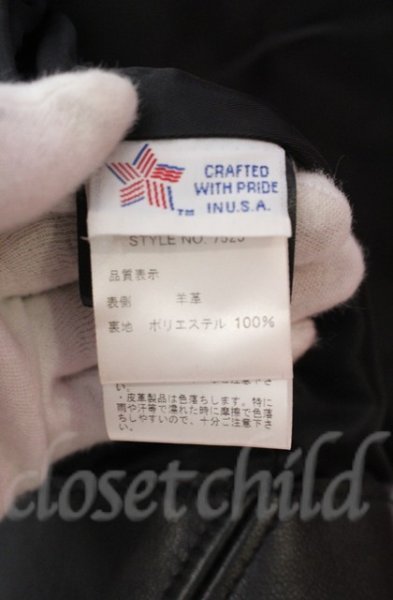 CRAFTED
WITH PRIDE
IN U.S.A.
TM
STYLE NO. 7525
品質表示
表側 羊革
裏地 ポリエステル 100%
い。
・皮革製品は色落ちします。特に
雨や汗等で濡れた時に摩擦で色落
ちしやすいので、十分ご注意下
さい。
closetchild